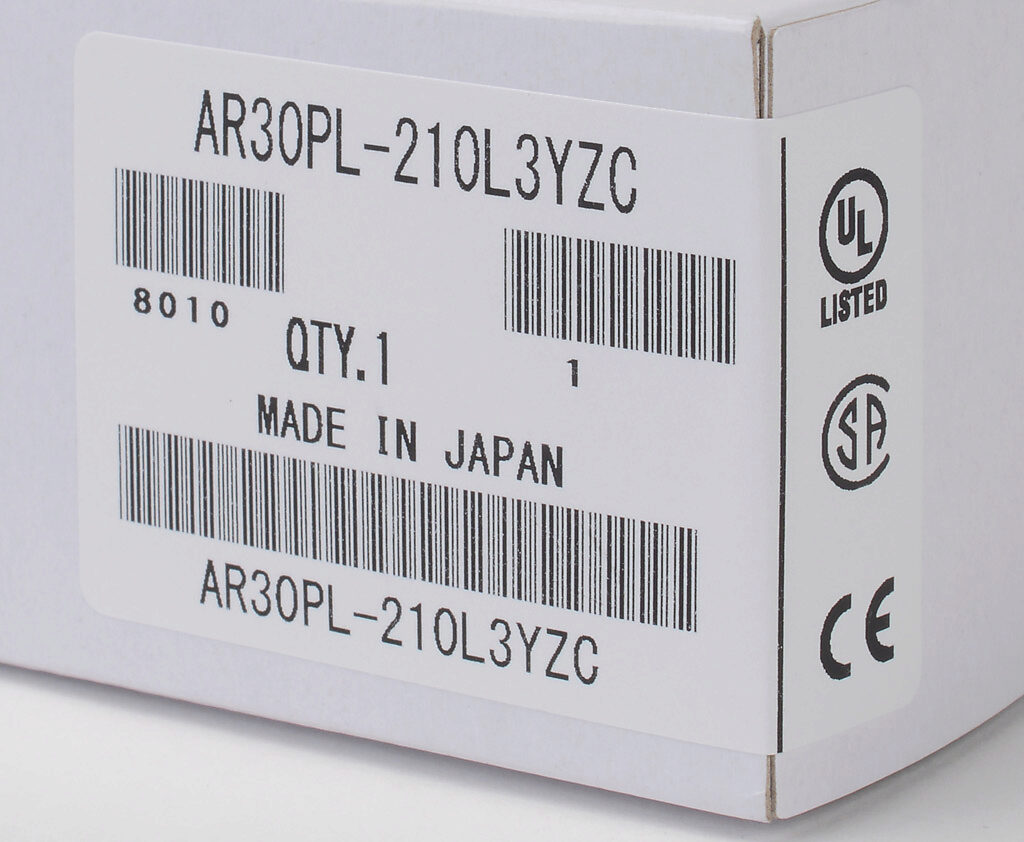 AR30PL-210L3YZC
8010
1
QTY.1
MADE IN JAPAN
AR30PL-210L3YZC
UL
LISTED
SA
CE